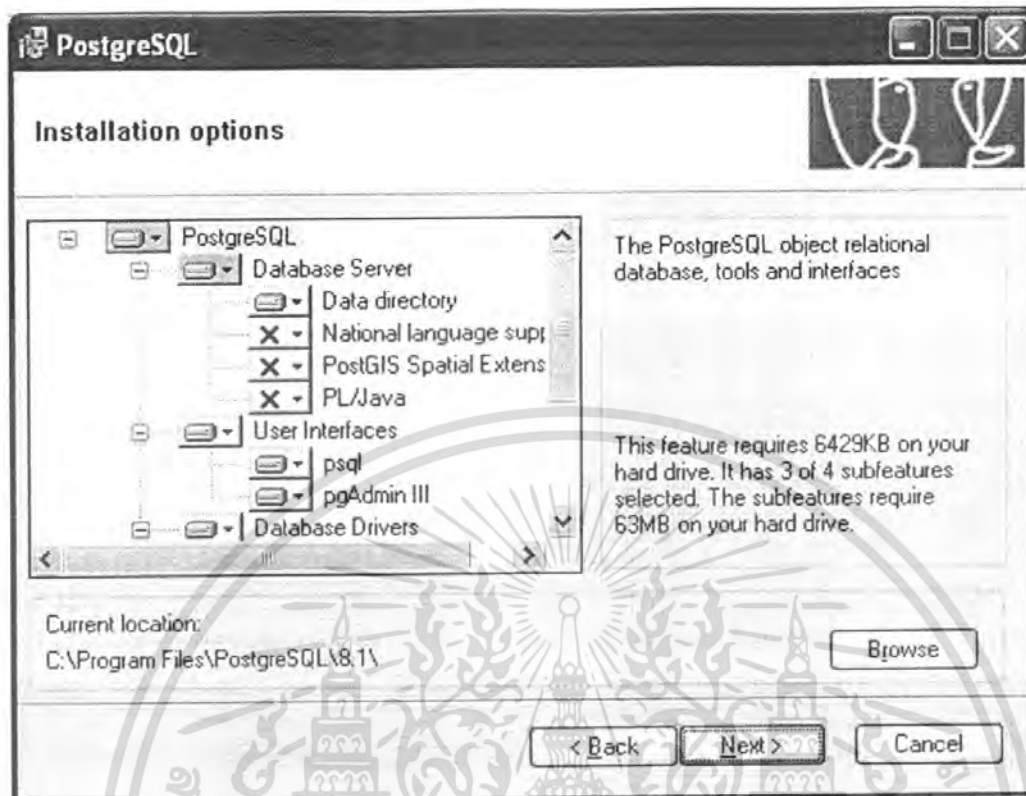 PostgreSQL
Installation options
PostgreSQL
Database Server
Data directory
National language supp
PostGIS Spatial Extens
PL/Java
User Interfaces
psql
pgAdmin III
Database Drivers
The PostgreSQL object relational
database, tools and interfaces
This feature requires 6429KB on your
hard drive. It has 3 of 4 subfeatures
selected. The subfeatures require
63MB on your hard drive.
Current location:
C:\Program Files\PostgreSQL\8.1\
Browse
< Back
Next >
Cancel